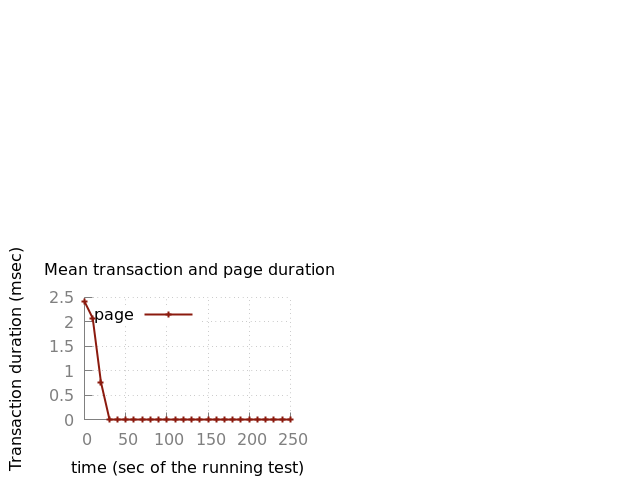 Mean transaction and page duration
Transaction duration (msec)
2.5
2
1.5
1
0.5
0
page
0 50 100 150 200 250
time (sec of the running test)